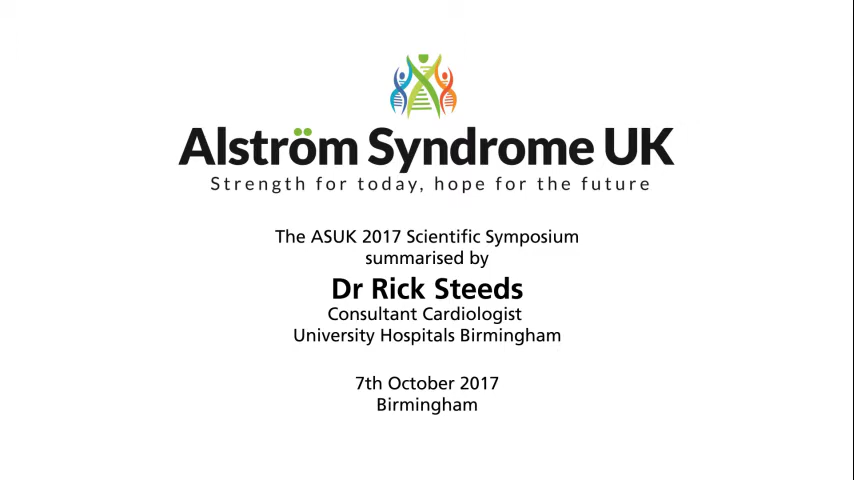 Alström Syndrome UK
Strength for today, hope for the future
The ASUK 2017 Scientific Symposium
summarised by
Dr Rick Steeds
Consultant Cardiologist
University Hospitals Birmingham
7th October 2017
Birmingham